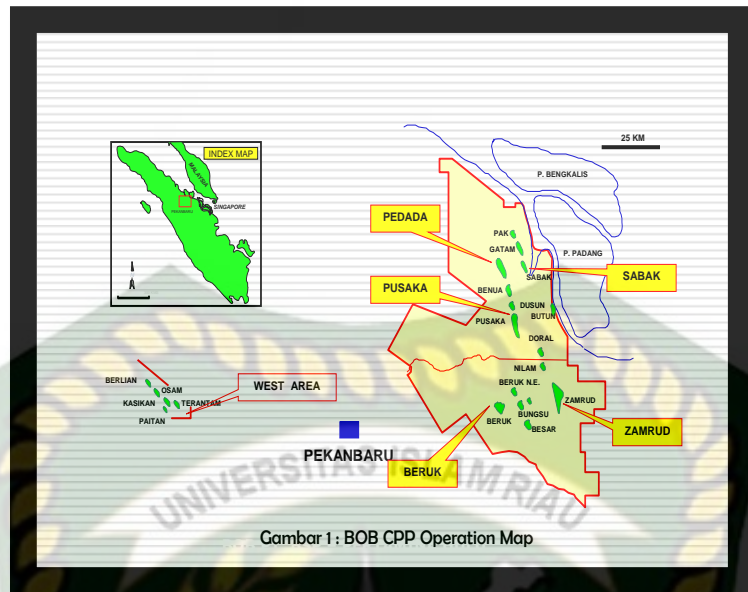 25 KM
INDEX MAP
MALAYSIA
SINGAPORE
PEKANBARU
P. BENGKALIS
PEDADA
PAK
GATAM
P. PADANG
SABAK
SABAK
PUSAKA
BENUA
DUSUN
BUTUN
PUSAKA
DORAL
NILAM
BERLIAN
OSAM
WEST AREA
BERUK N.E.
KASIKAN
TERANTAM
ZAMRUD
BUNGSU
PAITAN
BERUK
BESAR
ZAMRUD
PEKANBARU
BERUK
UNIVERSITAS ISLAM RIAU
Gambar 1 : BOB CPP Operation Map